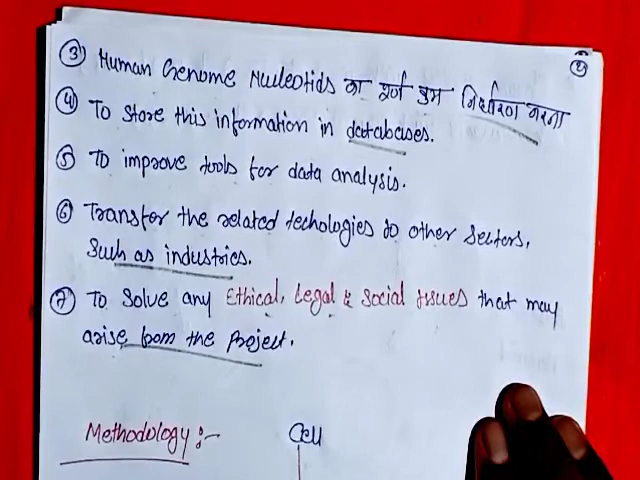 ③ Human Genome Nucleotids का पूर्ण क्रम निर्धारण करना
④ To Store this information in databases.
⑤ To improve tools for data analysis.
⑥ Transfer the related techologies to other Sectors,
Such as industries.
⑦ To Solve any Ethical, Legal & Social Issues that may
arise from the Project.
Methodology :-
Cell